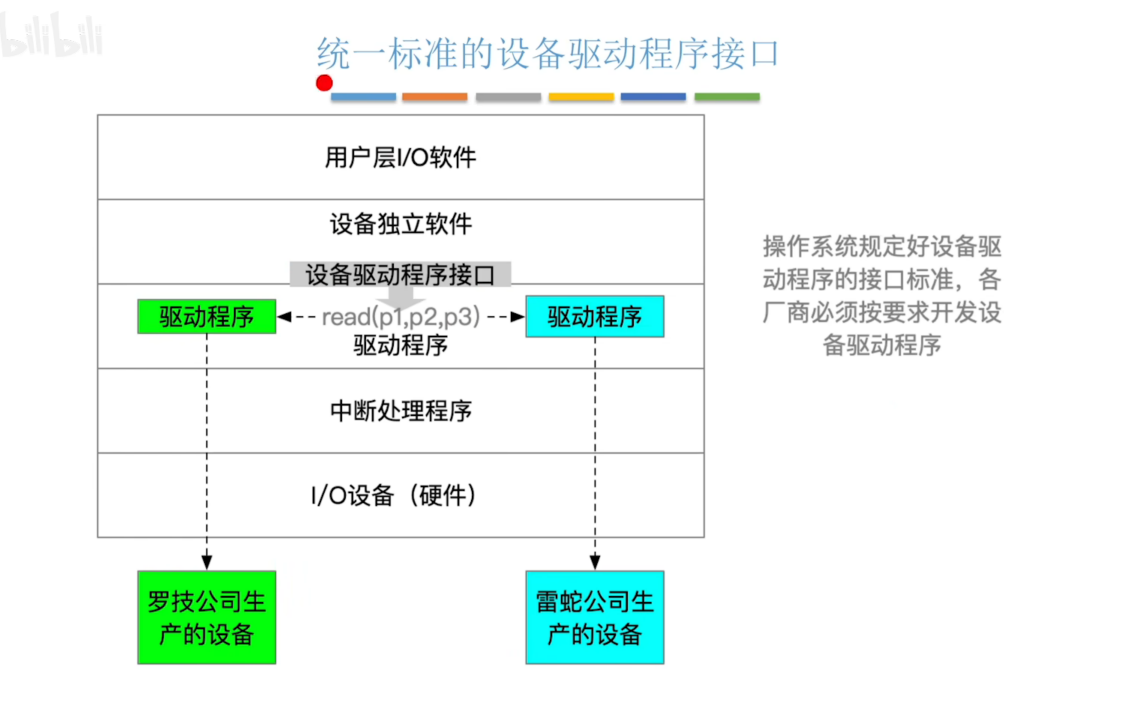 bilibili
统一标准的设备驱动程序接口
用户层I/O软件
设备独立软件
设备驱动程序接口
驱动程序
read(p1,p2,p3)
驱动程序
驱动程序
中断处理程序
I/O设备（硬件）
罗技公司生
产的设备
雷蛇公司生
产的设备
操作系统规定好设备驱
动程序的接口标准，各
厂商必须按要求开发设
备驱动程序